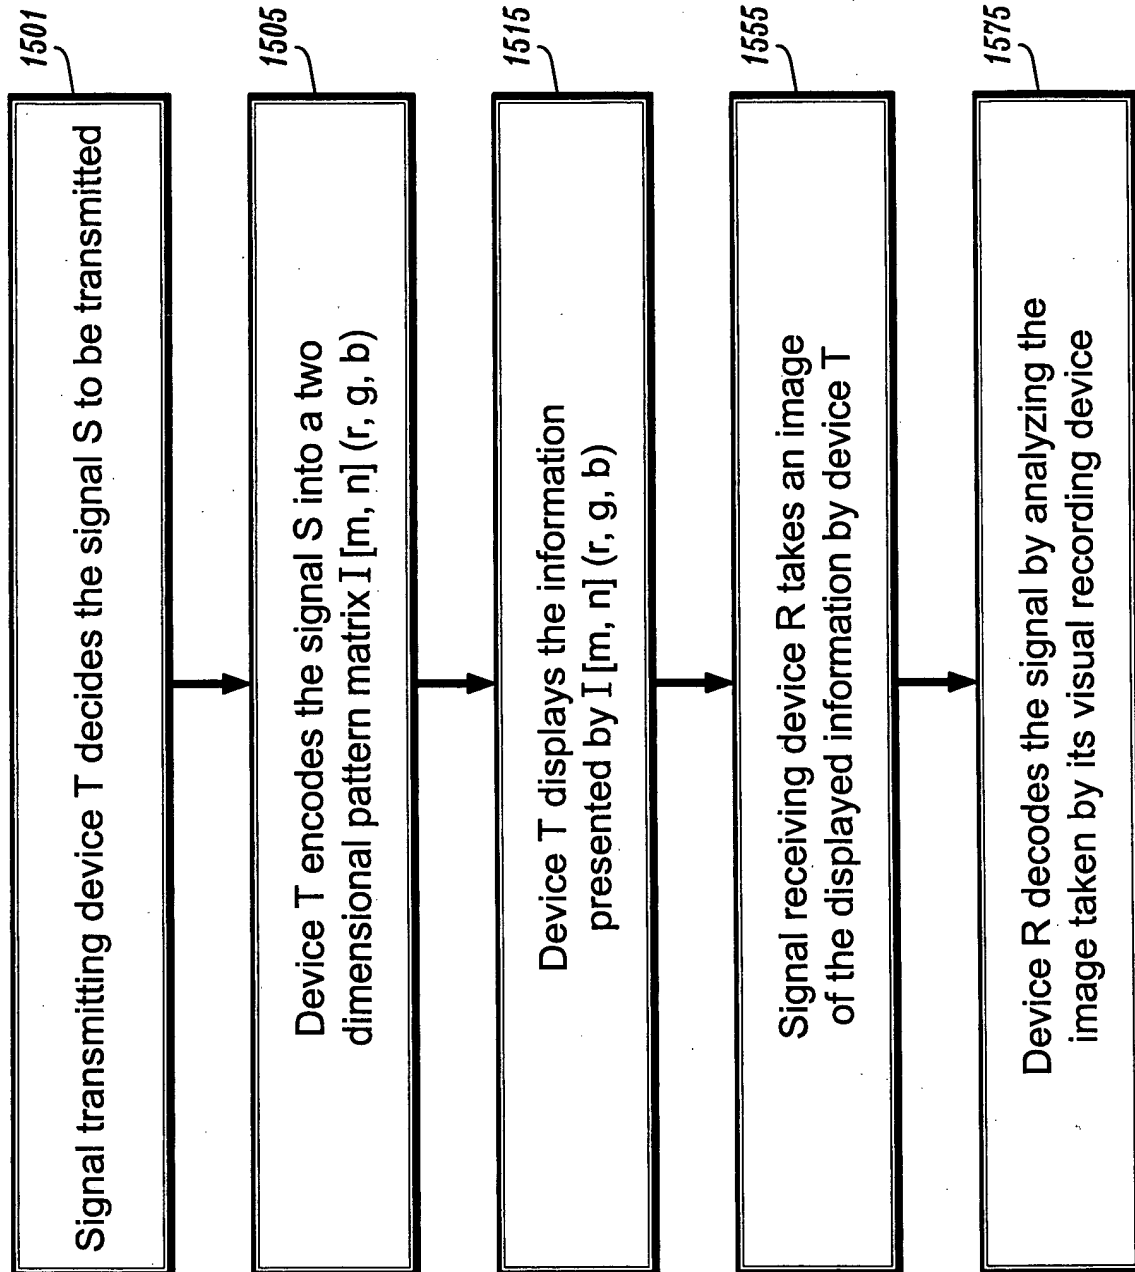 1501
Signal transmitting device T decides the signal S to be transmitted
1505
Device T encodes the signal S into a two
dimensional pattern matrix I [m, n] (r, g, b)
1515
Device T displays the information
presented by I [m, n] (r, g, b)
1555
Signal receiving device R takes an image
of the displayed information by device T
1575
Device R decodes the signal by analyzing the
image taken by its visual recording device